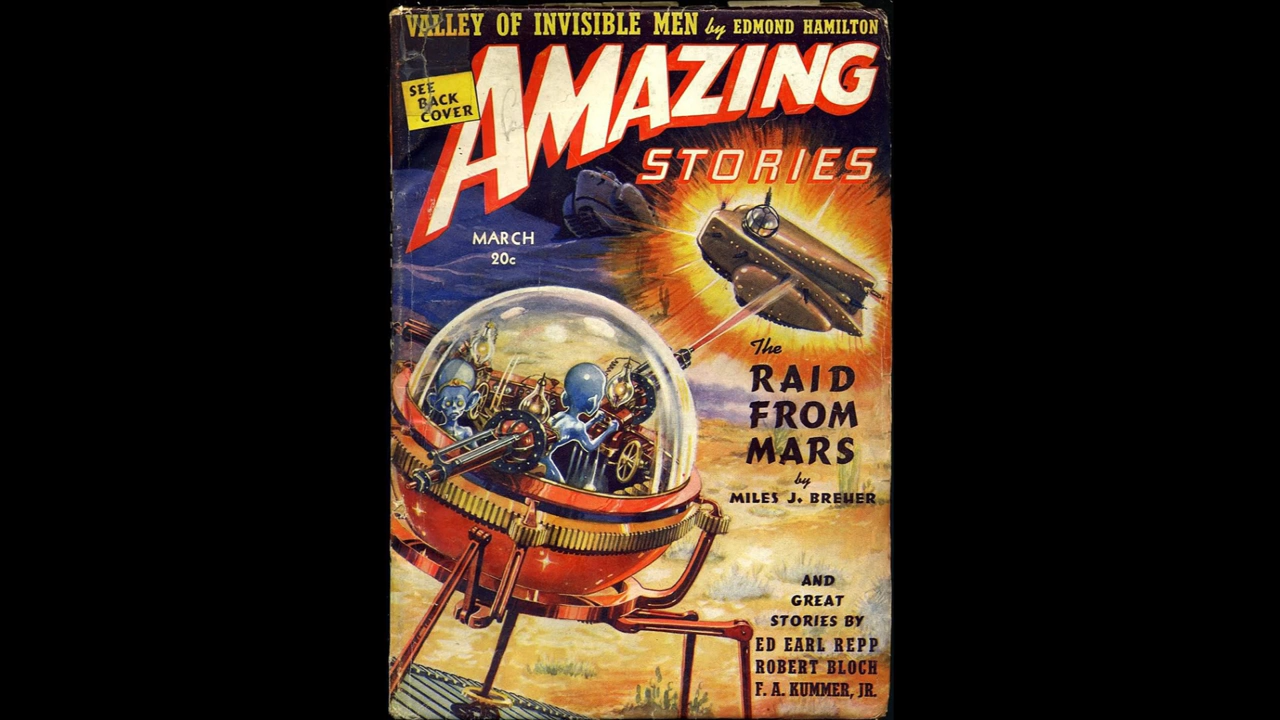 VALLEY OF INVISIBLE MEN by EDMOND HAMILTON
AMAZING
STORIES
SEE
BACK
COVER
MARCH
20c
The
RAID
FROM
MARS
by
MILES J. BREUER
AND
GREAT
STORIES BY
ED EARL REPP
ROBERT BLOCH
F. A. KUMMER, JR.